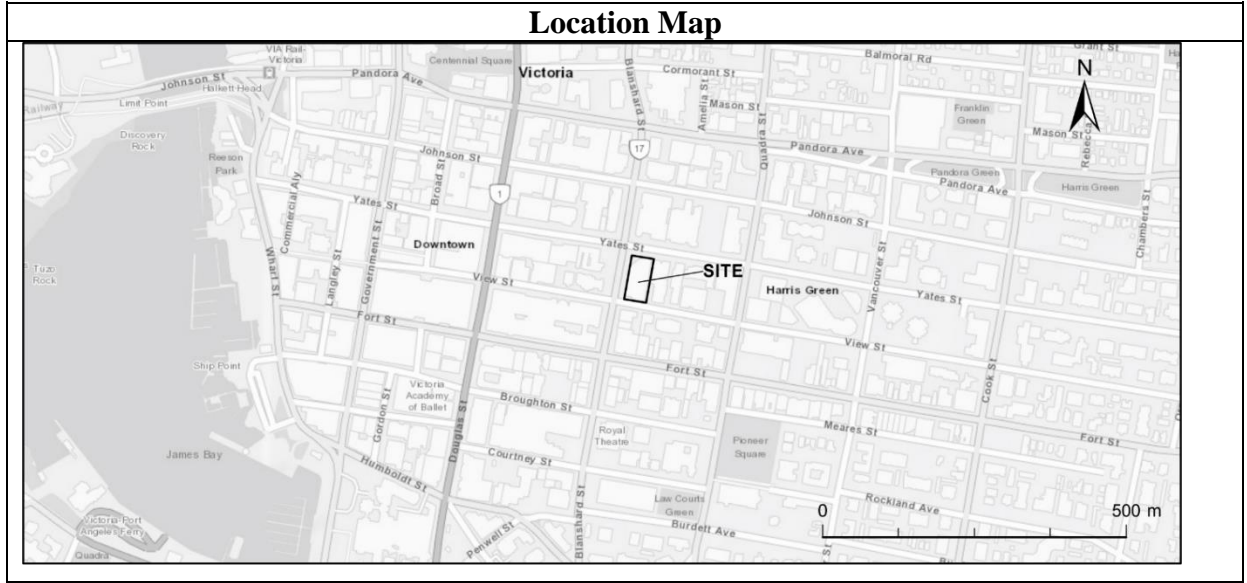 Location Map
VIA Rail-
Victoria
Centennial Square
Victoria
Cormorant St
Balmoral Rd
Grant St
N
Johnson St
Halkett Head
Pandora Ave
Blanshard St
Amelia St
Mason St
Franklin
Green
Railway
Limit Point
Discovery
Rock
Quadra St
Mason St
Rebecca
Reeson
Park
Johnson St
17
Pandora Ave
Pandora Green
Pandora Ave
Harris Green
Commercial Aly
Broad St
1
Yates St
Johnson St
Chambers St
Langley St
Government St
Downtown
Yates St
Wharf St
Tuzo
Rock
View St
SITE
Harris Green
Vancouver St
Yates St
Fort St
View St
Ship Point
Fort St
Cook St
Victoria
Academy
of Ballet
Gordon St
Broughton St
Douglas St
Royal
Theatre
Pioneer
Square
Meares St
Fort St
James Bay
Courtney St
Humboldt St
Law Courts
Green
Rockland Ave
0 500 m
Victoria-Port
Angeles Ferry
Quadra
Penwell St
Blanshard St
Burdett Ave